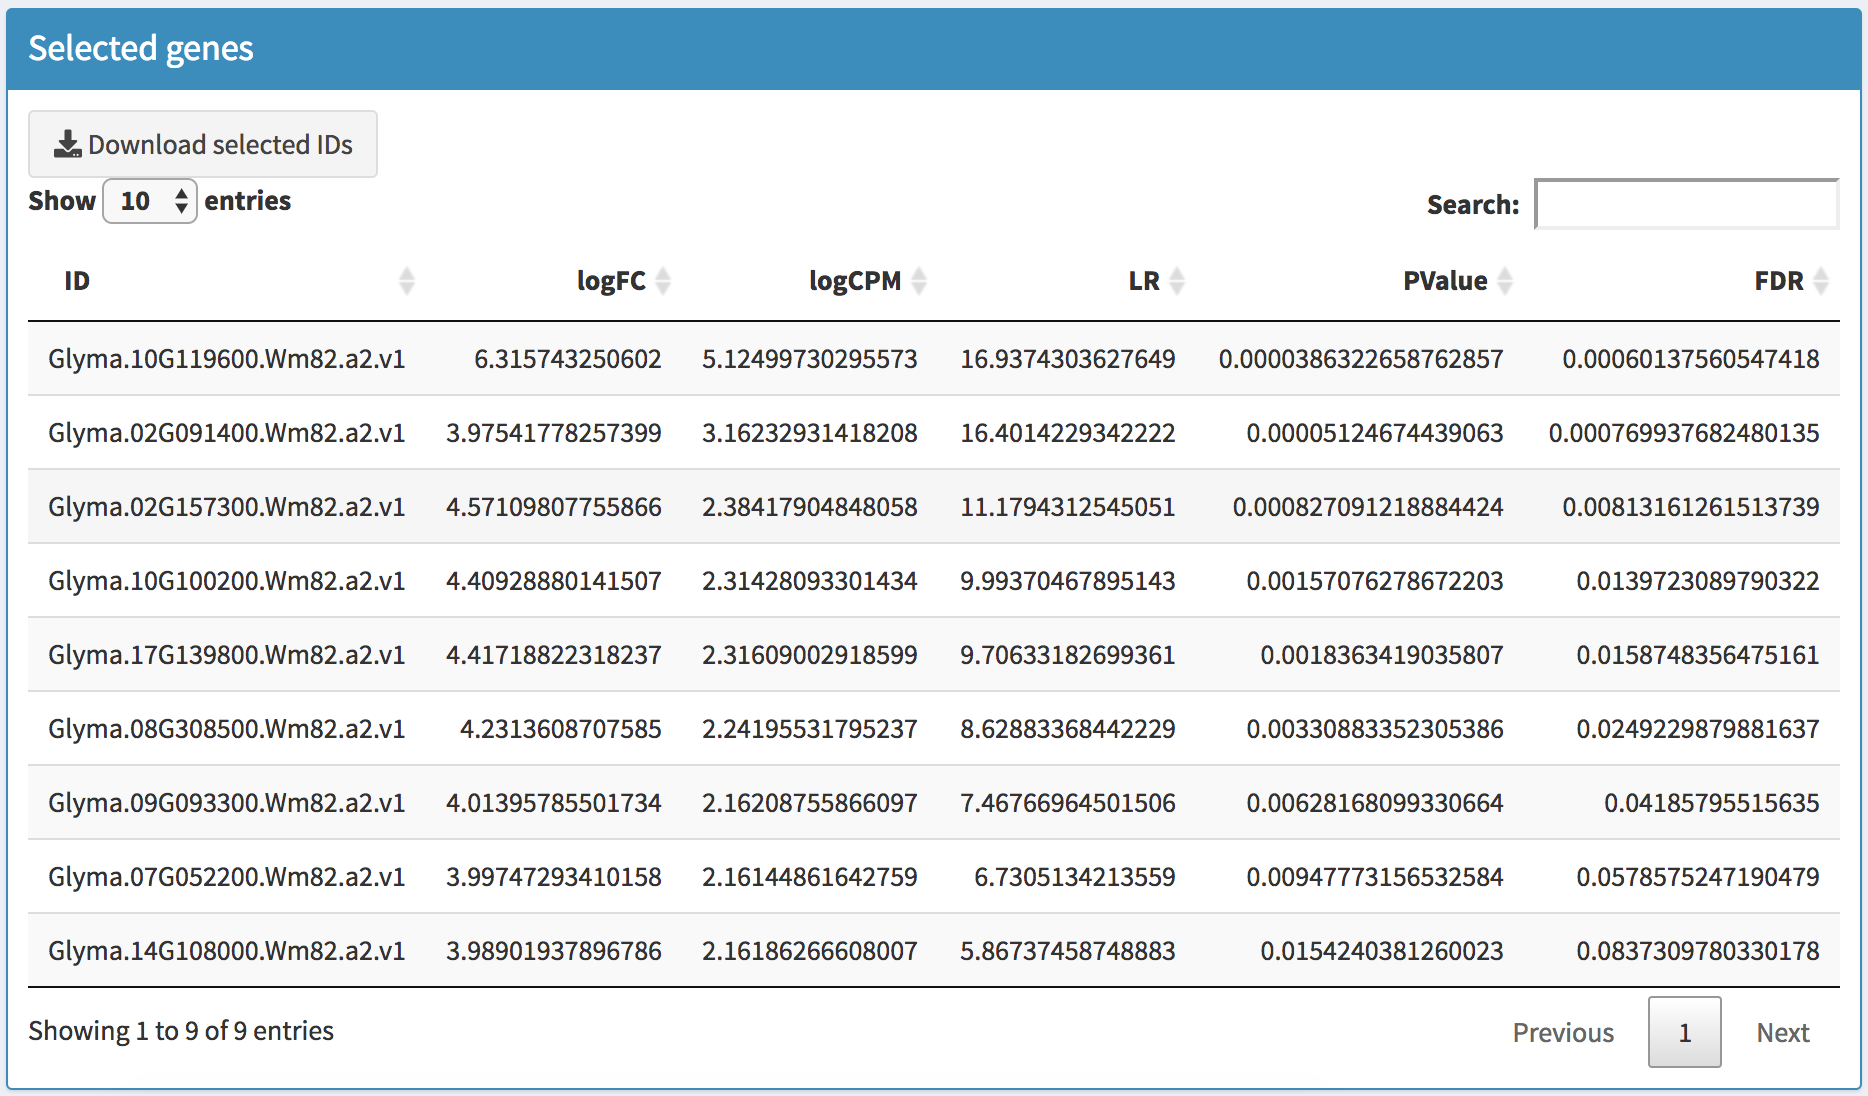 Selected genes
Download selected IDs
Show 10 entries
Search:
ID logFC logCPM LR PValue FDR
Glyma.10G119600.Wm82.a2.v1 6.315743250602 5.12499730295573 16.9374303627649 0.0000386322658762857 0.00060137560547418
Glyma.02G091400.Wm82.a2.v1 3.97541778257399 3.16232931418208 16.4014229342222 0.00005124674439063 0.000769937682480135
Glyma.02G157300.Wm82.a2.v1 4.57109807755866 2.38417904848058 11.1794312545051 0.000827091218884424 0.00813161261513739
Glyma.10G100200.Wm82.a2.v1 4.40928880141507 2.31428093301434 9.99370467895143 0.00157076278672203 0.0139723089790322
Glyma.17G139800.Wm82.a2.v1 4.41718822318237 2.31609002918599 9.70633182699361 0.0018363419035807 0.0158748356475161
Glyma.08G308500.Wm82.a2.v1 4.2313608707585 2.24195531795237 8.62883368442229 0.00330883352305386 0.0249229879881637
Glyma.09G093300.Wm82.a2.v1 4.01395785501734 2.16208755866097 7.46766964501506 0.00628168099330664 0.04185795515635
Glyma.07G052200.Wm82.a2.v1 3.99747293410158 2.16144861642759 6.7305134213559 0.00947773156532584 0.0578575247190479
Glyma.14G108000.Wm82.a2.v1 3.98901937896786 2.16186266608007 5.86737458748883 0.0154240381260023 0.0837309780330178
Showing 1 to 9 of 9 entries
Previous 1 Next